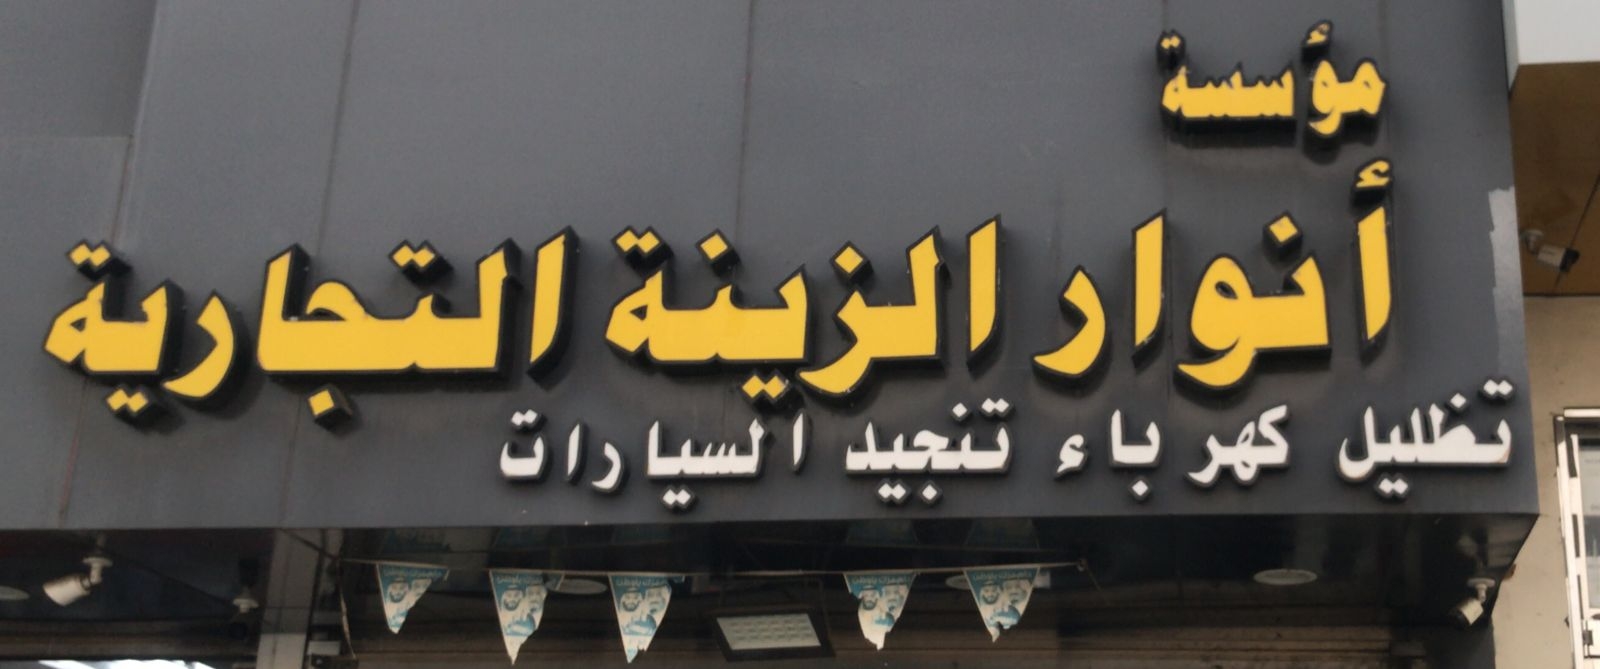 مؤسسة
أنوار الزينة التجارية
تظليل كهرباء تنجيد السيارات